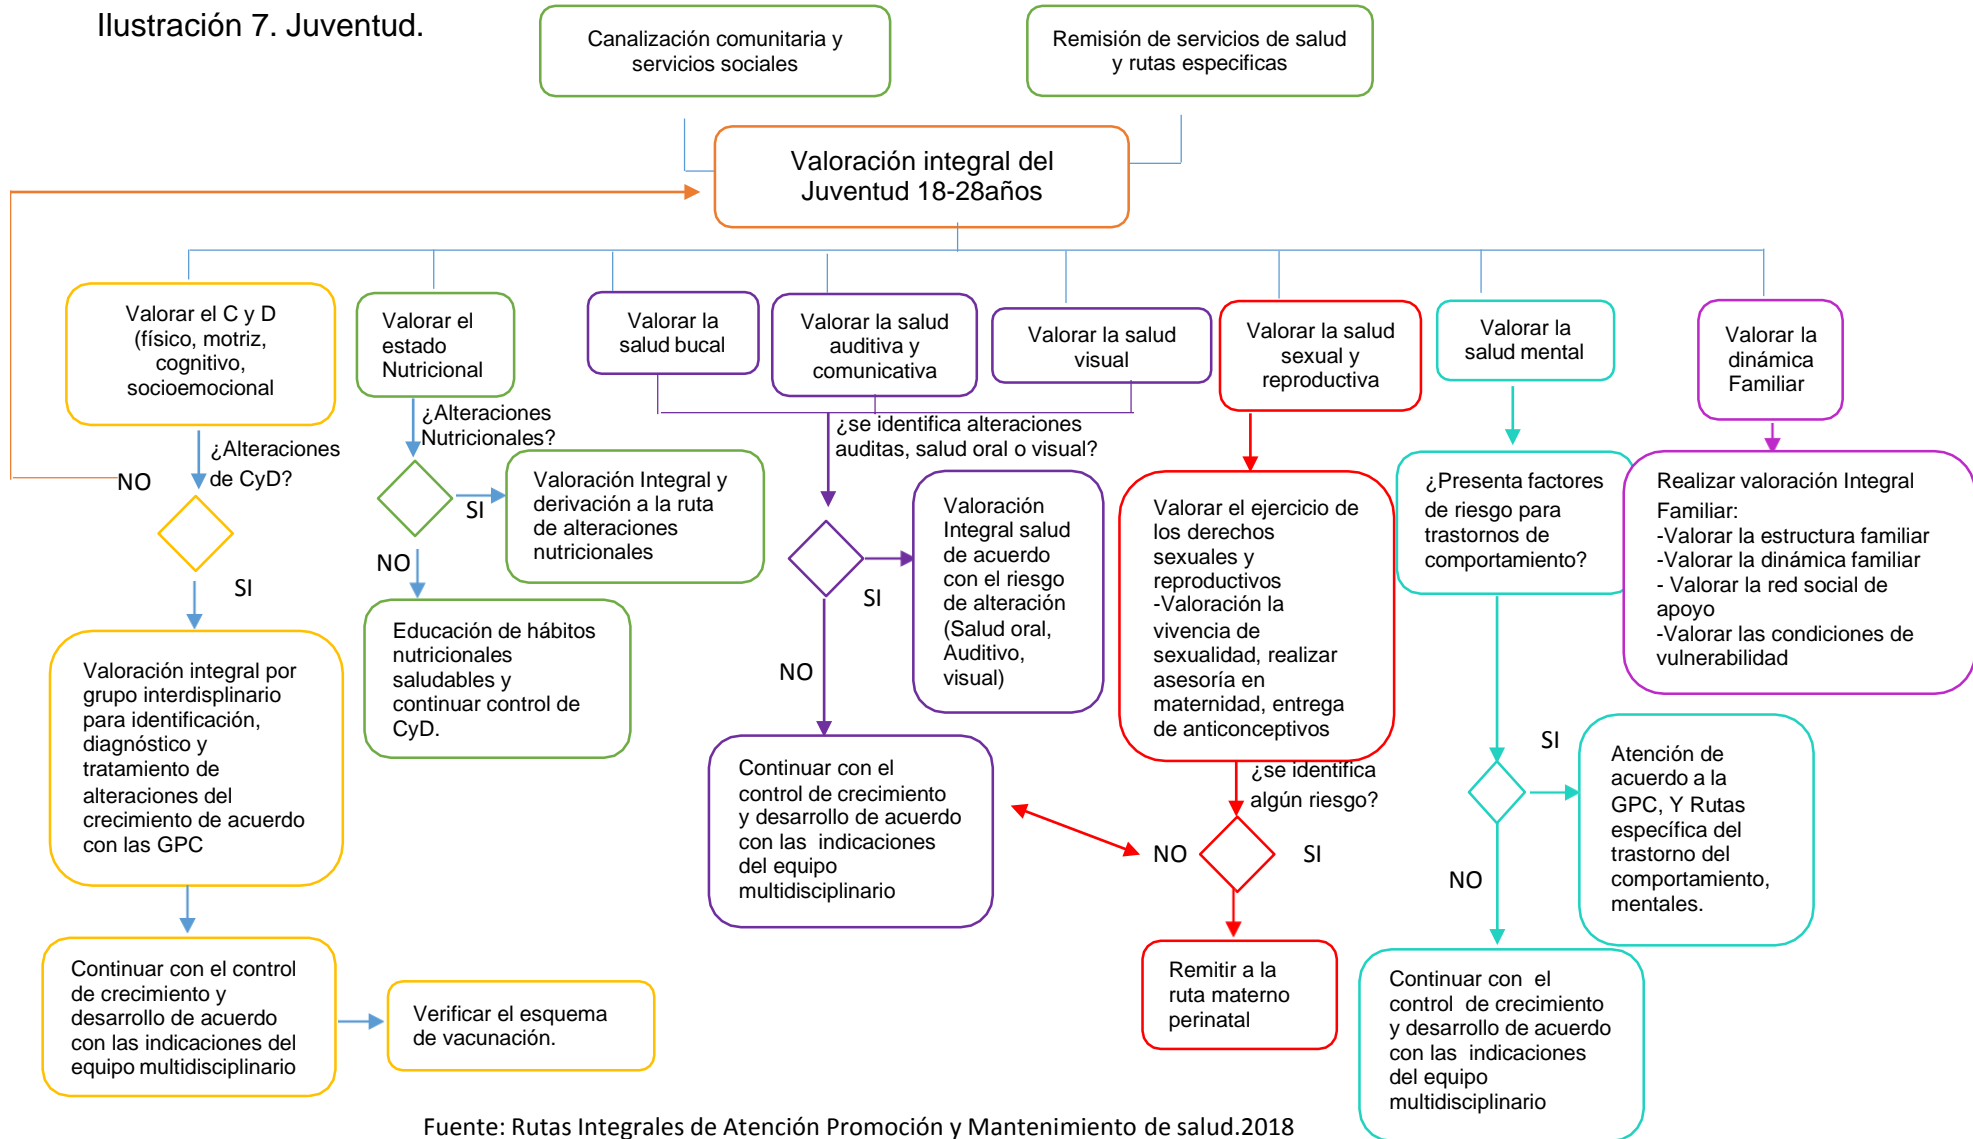 Ilustración 7. Juventud.
Canalización comunitaria y
servicios sociales
Remisión de servicios de salud
y rutas especificas
Valoración integral del
Juventud 18-28años
Valorar el C y D
(físico, motriz,
cognitivo,
socioemocional
Valorar el
estado
Nutricional
Valorar la
salud bucal
Valorar la salud
auditiva y
comunicativa
Valorar la salud
visual
Valorar la salud
sexual y
reproductiva
Valorar la
salud mental
Valorar la
dinámica
Familiar
¿Alteraciones
de CyD?
NO
SI
¿Alteraciones
Nutricionales?
SI
NO
Valoración Integral y
derivación a la ruta
de alteraciones
nutricionales
Educación de hábitos
nutricionales
saludables y
continuar control de
CyD.
¿se identifica alteraciones
auditas, salud oral o visual?
SI
NO
Valoración
Integral salud
de acuerdo
con el riesgo
de alteración
(Salud oral,
Auditivo,
visual)
Continuar con el
control de crecimiento
y desarrollo de acuerdo
con las indicaciones
del equipo
multidisciplinario
Valorar el ejercicio de
los derechos
sexuales y
reproductivos
-Valoración la
vivencia de
sexualidad, realizar
asesoría en
maternidad, entrega
de anticonceptivos
¿se identifica
algún riesgo?
NO
SI
Remitir a la
ruta materno
perinatal
¿Presenta factores
de riesgo para
trastornos de
comportamiento?
SI
NO
Atención de
acuerdo a la
GPC, Y Rutas
específica del
trastorno del
comportamiento,
mentales.
Continuar con el
control de crecimiento
y desarrollo de acuerdo
con las indicaciones
del equipo
multidisciplinario
Realizar valoración Integral
Familiar:
-Valorar la estructura familiar
-Valorar la dinámica familiar
- Valorar la red social de
apoyo
-Valorar las condiciones de
vulnerabilidad
Valoración integral por
grupo interdisplinario
para identificación,
diagnóstico y
tratamiento de
alteraciones del
crecimiento de acuerdo
con las GPC
Continuar con el control
de crecimiento y
desarrollo de acuerdo
con las indicaciones del
equipo multidisciplinario
Verificar el esquema
de vacunación.
Fuente: Rutas Integrales de Atención Promoción y Mantenimiento de salud.2018